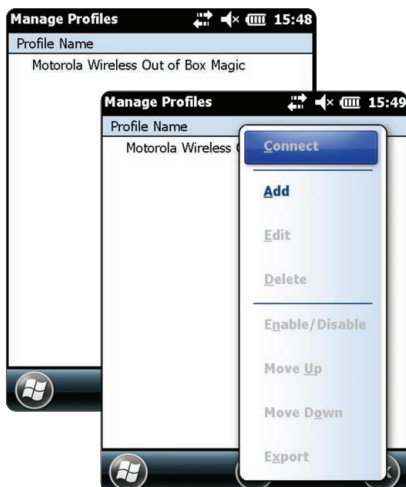 Manage Profiles 15:48
Profile Name
Motorola Wireless Out of Box Magic
Manage Profiles 15:49
Profile Name
Motorola Wireless
Connect
Add
Edit
Delete
Enable/Disable
Move Up
Move Down
Export